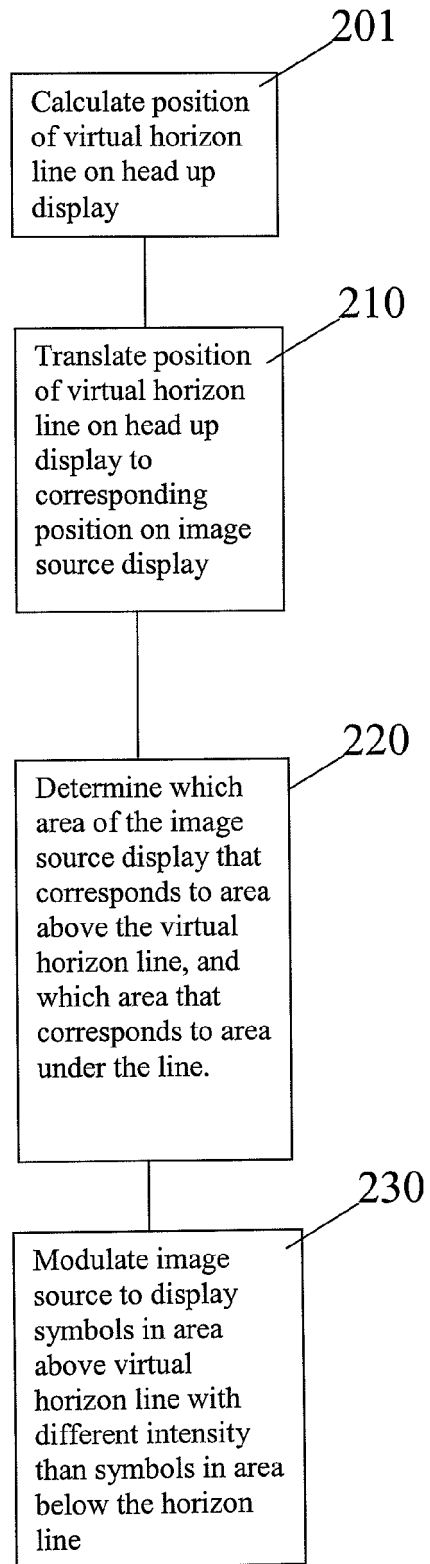 201
Calculate position
of virtual horizon
line on head up
display
210
Translate position
of virtual horizon
line on head up
display to
corresponding
position on image
source display
220
Determine which
area of the image
source display that
corresponds to area
above the virtual
horizon line, and
which area that
corresponds to area
under the line.
230
Modulate image
source to display
symbols in area
above virtual
horizon line with
different intensity
than symbols in area
below the horizon
line